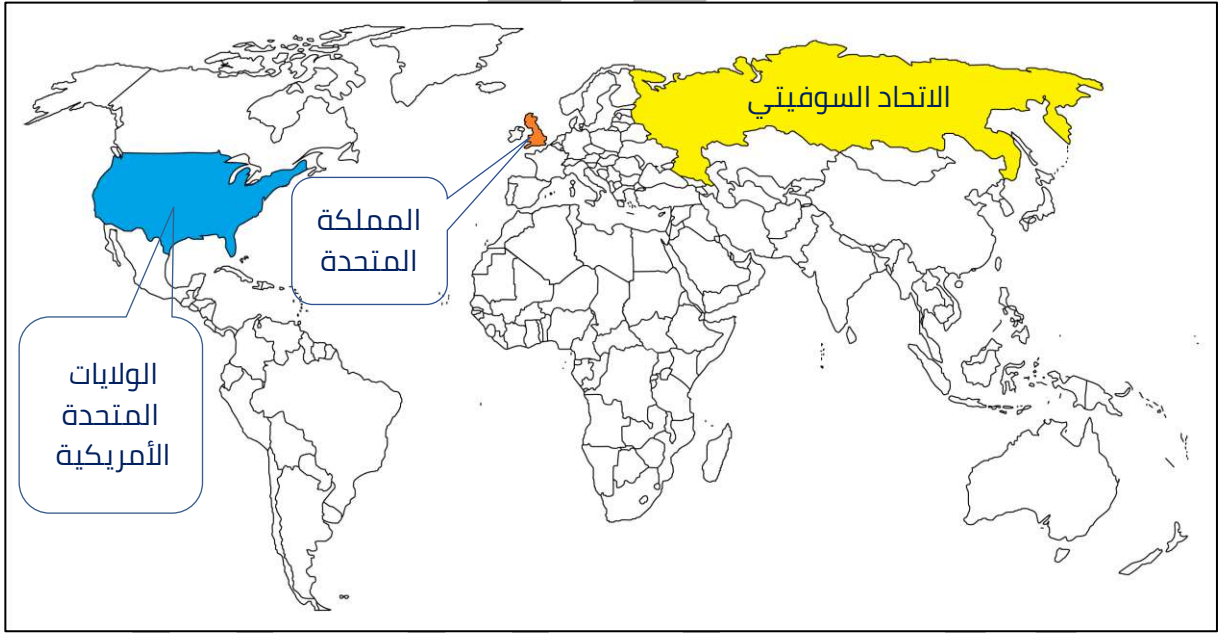 الاتحاد السوفيتي
المملكة
المتحدة
الولايات
المتحدة
الأمريكية